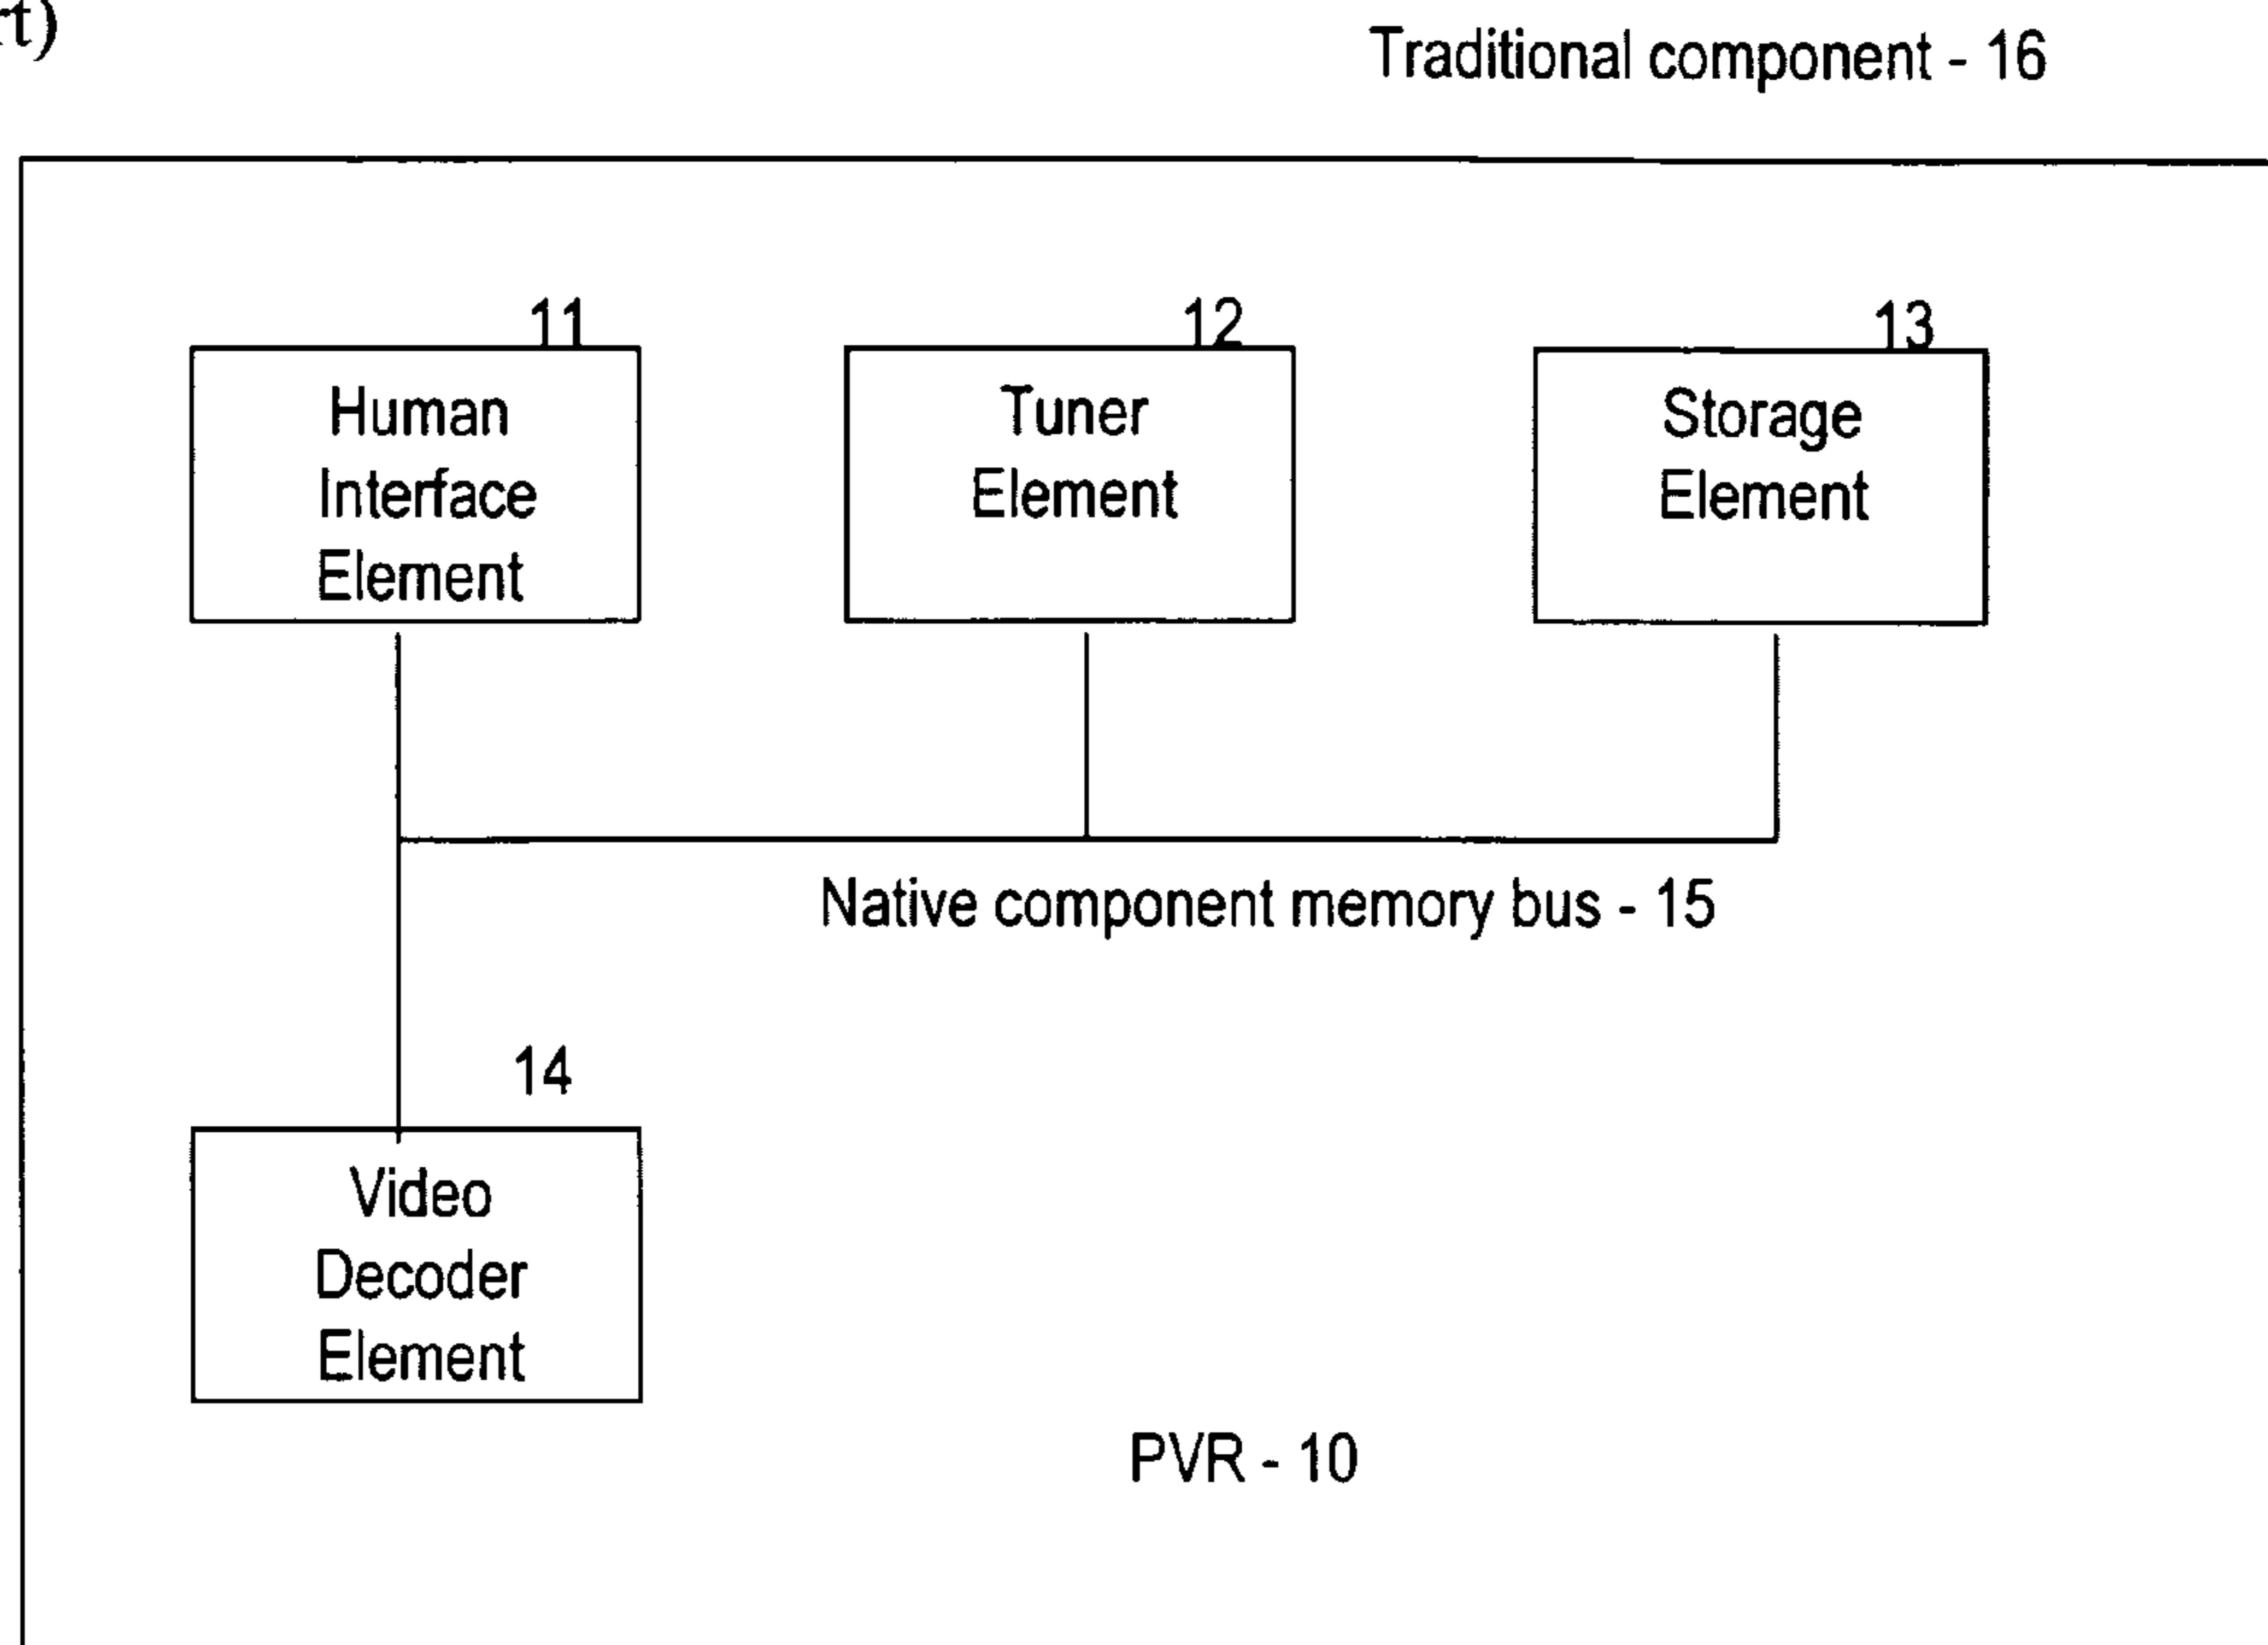 Traditional component - 16
11
Human
Interface
Element
12
Tuner
Element
13
Storage
Element
Native component memory bus - 15
14
Video
Decoder
Element
PVR - 10